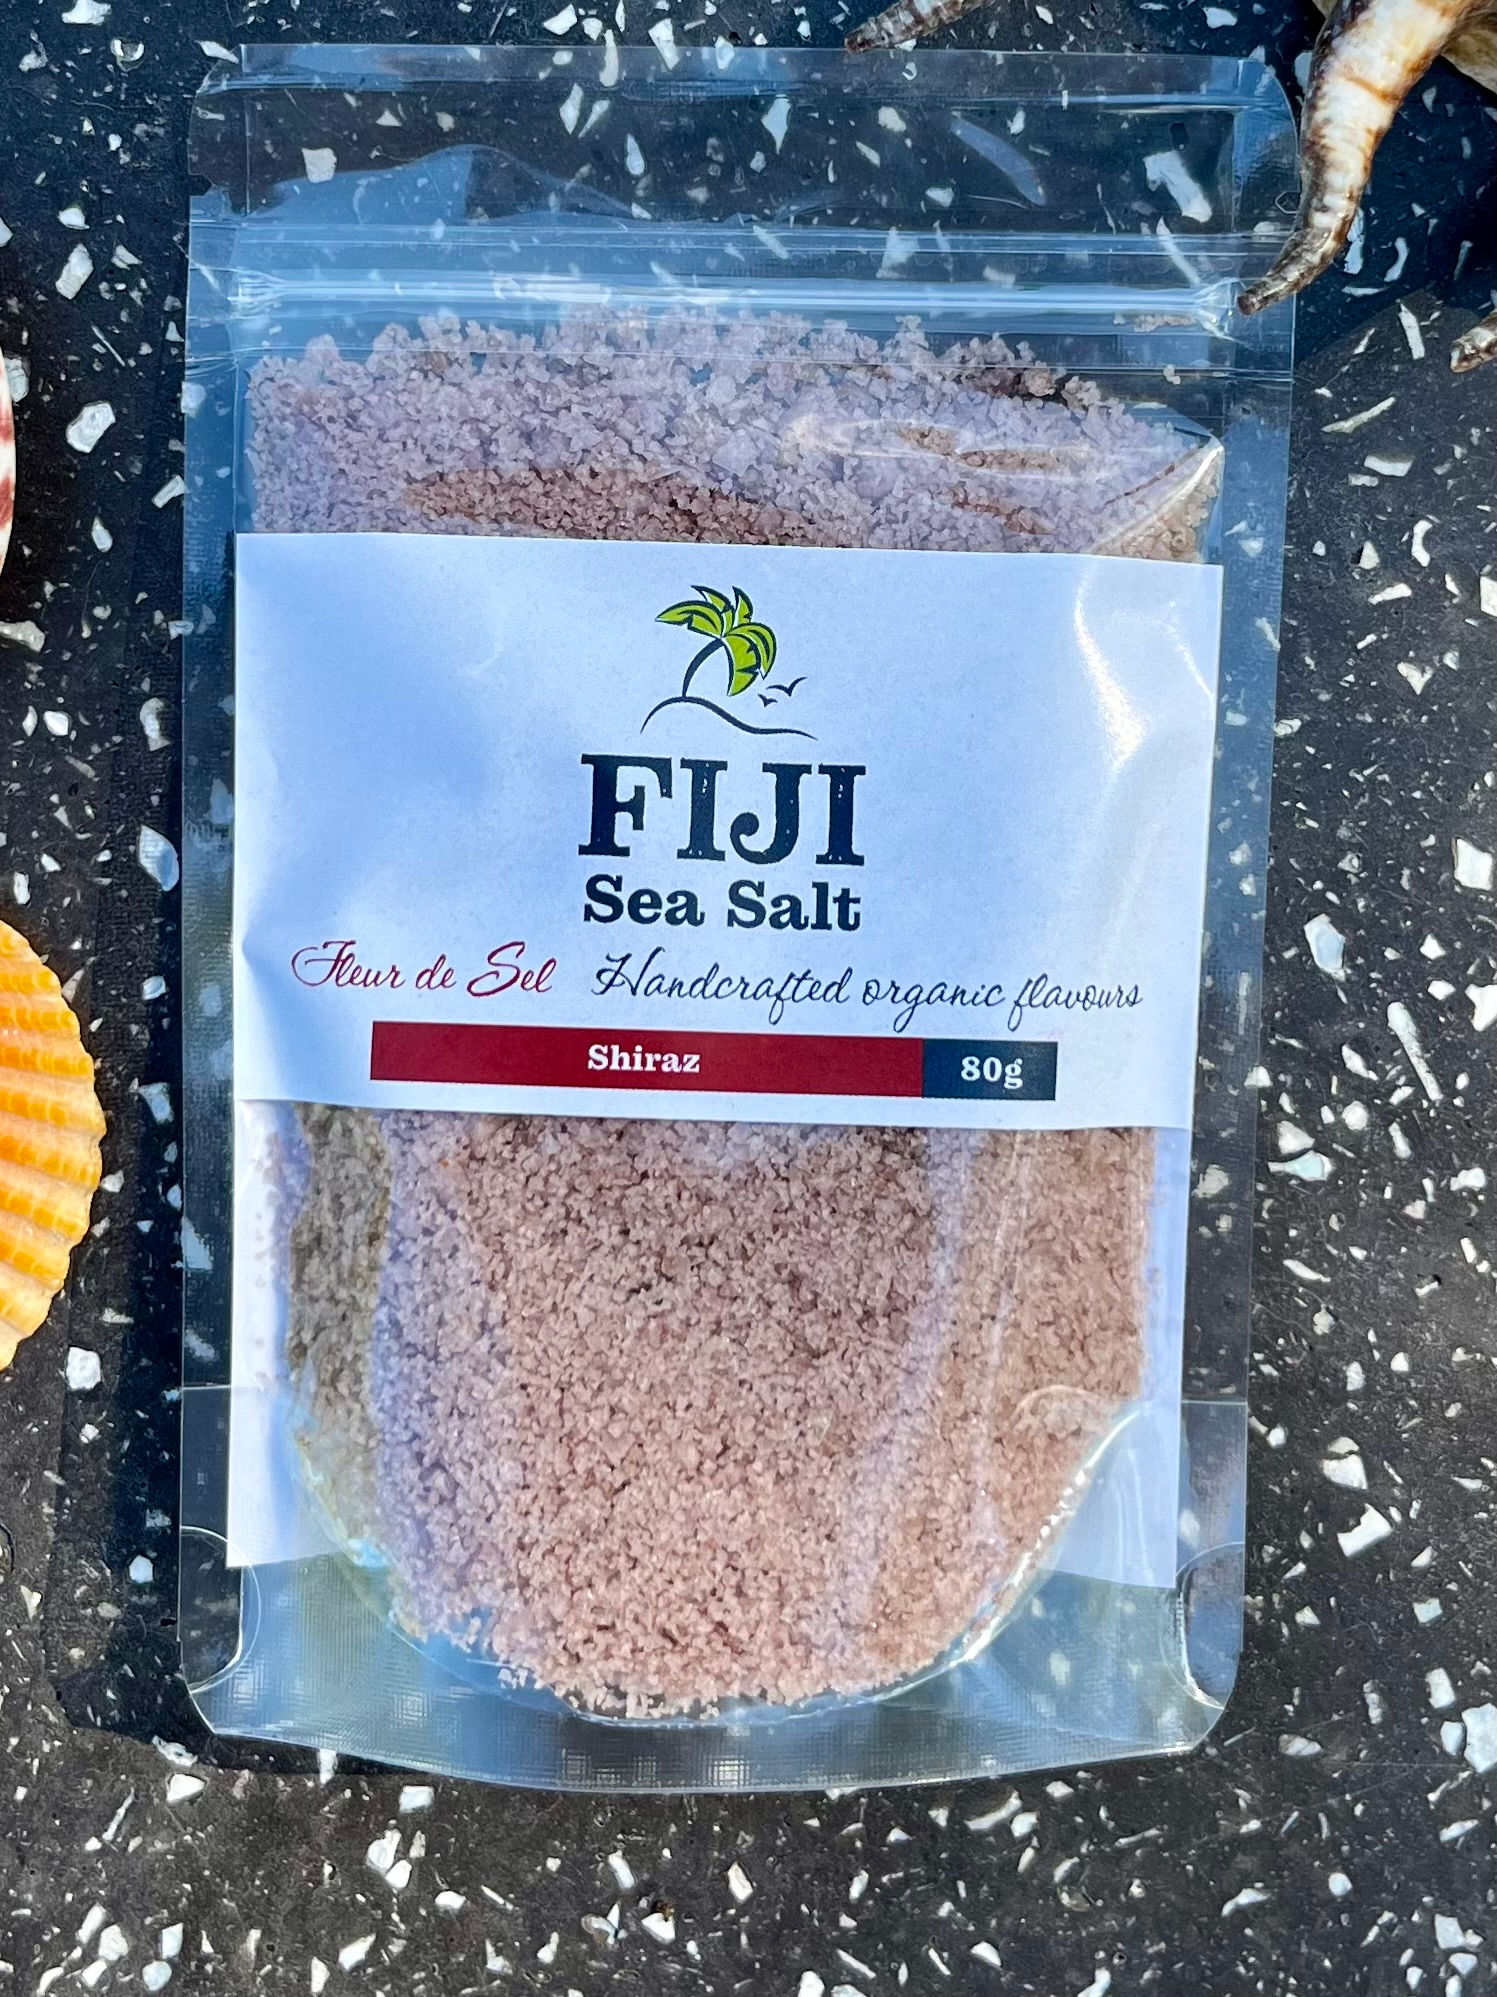 FIJI
Sea Salt
Fleur de Sel Handcrafted organic flavours
Shiraz 80g